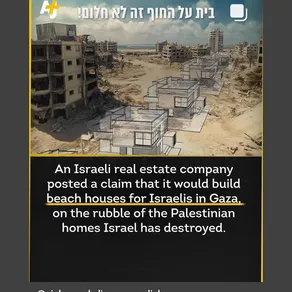 בית על החוף זה לא חלום!
An Israeli real estate company
posted a claim that it would build
beach houses for Israelis in Gaza,
on the rubble of the Palestinian
homes Israel has destroyed.